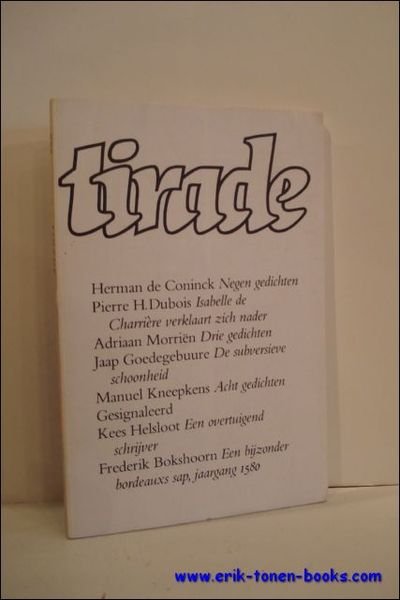 tirade
Herman de Coninck Negen gedichten
Pierre H. Dubois Isabelle de
Charrière verklaart zich nader
Adriaan Morriën Drie gedichten
Jaap Goedegebuure De subversieve
schoonheid
Manuel Kneepkens Acht gedichten
Gesignaleerd
Kees Helsloot Een overtuigend
schrijver
Frederik Bokshoorn Een bijzonder
bordeauxs sap, jaargang 1580
www.erik-tonen-books.com